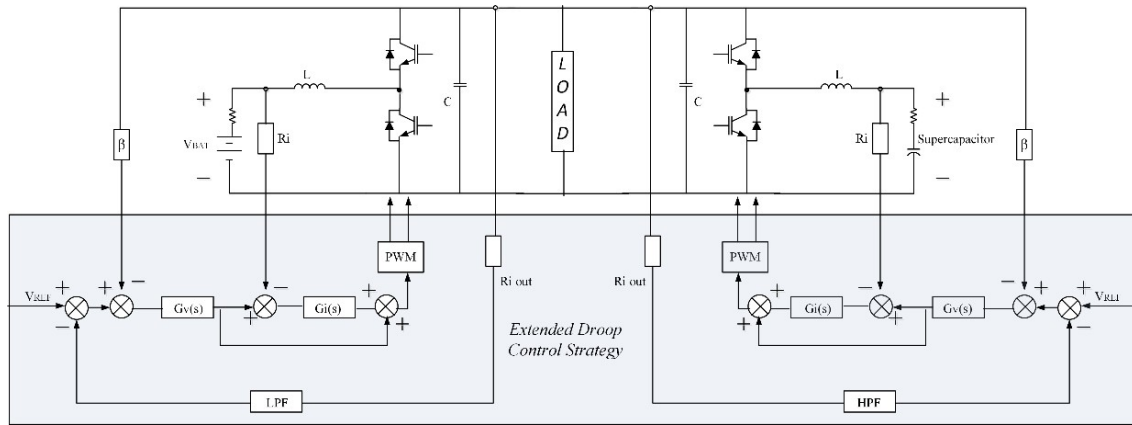 L
O
A
D
L
L
C
C
β
VBAT
Ri
Ri
Supercapacitor
β
+
−
+
−
PWM
Ri out
Ri out
PWM
VREF
+
−
+
−
Gv(s)
+
−
Gi(s)
+
+
Extended Droop
Control Strategy
+
+
Gi(s)
−
+
Gv(s)
−
+
+
−
VREF
LPF
HPF